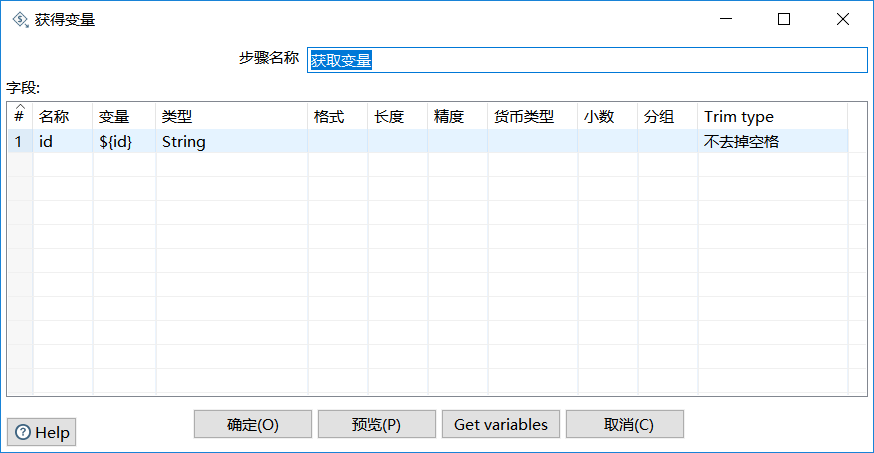 获得变量
步骤名称 获取变量
字段:
# 名称 变量 类型 格式 长度 精度 货币类型 小数 分组 Trim type
1 id ${id} String 不去掉空格
Help 确定(O) 预览(P) Get variables 取消(C)